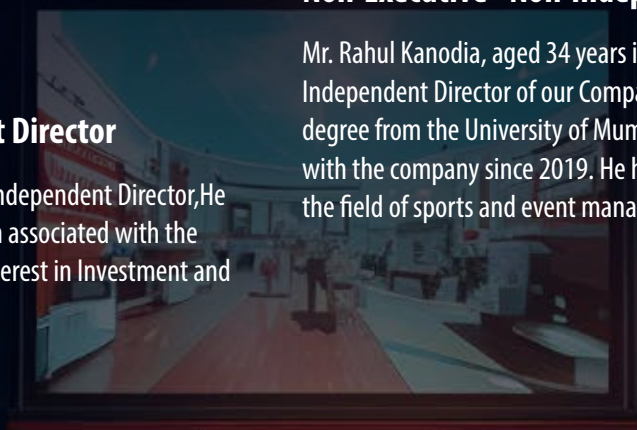 Mr. Rahul Kanodia, aged 34 years i
Independent Director of our Compa
degree from the University of Mum
with the company since 2019. He h
the field of sports and event mana
t Director
ndependent Director,He
n associated with the
erest in Investment and